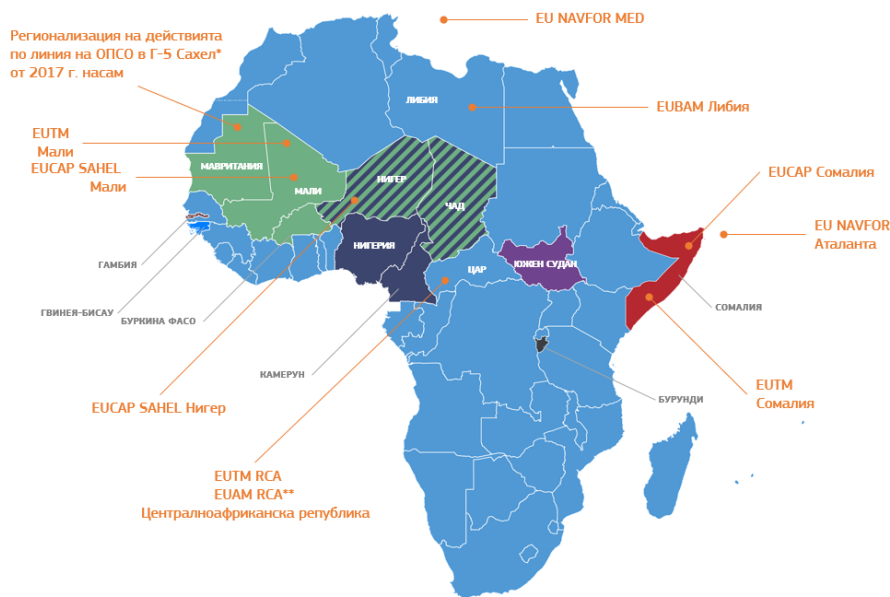 EU NAVFOR MED
Регионализация на действията
по линия на ОПСО в Г-5 Сахел*
от 2017 г. насам
ЛИБИЯ
EUBAM Либия
EUTM
Мали
EUCAP SAHEL
Мали
МАВРИТАНИЯ
МАЛИ
НИГЕР
ЧАД
EUCAP Сомалия
EU NAVFOR
Аталанта
НИГЕРИЯ
ЦАР
ЮЖЕН СУДАН
ГАМБИЯ
ГВИНЕЯ-БИСАУ
БУРКИНА ФАСО
СОМАЛИЯ
КАМЕРУН
БУРУНДИ
EUTM
Сомалия
EUCAP SAHEL Нигер
EUTM RCA
EUAM RCA**
Централноафриканска република